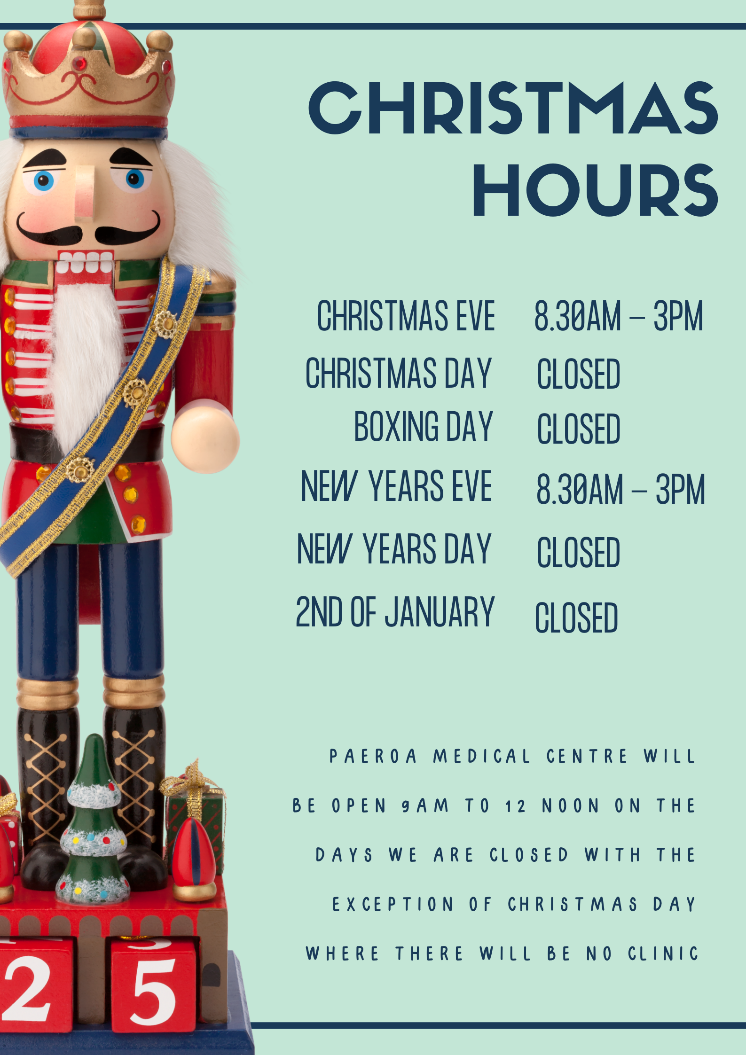 CHRISTMAS
HOURS
CHRISTMAS EVE 8.30AM – 3PM
CHRISTMAS DAY CLOSED
BOXING DAY CLOSED
NEW YEARS EVE 8.30AM – 3PM
NEW YEARS DAY CLOSED
2ND OF JANUARY CLOSED
PAEROA MEDICAL CENTRE WILL
BE OPEN 9AM TO 12 NOON ON THE
DAYS WE ARE CLOSED WITH THE
EXCEPTION OF CHRISTMAS DAY
WHERE THERE WILL BE NO CLINIC
2 5